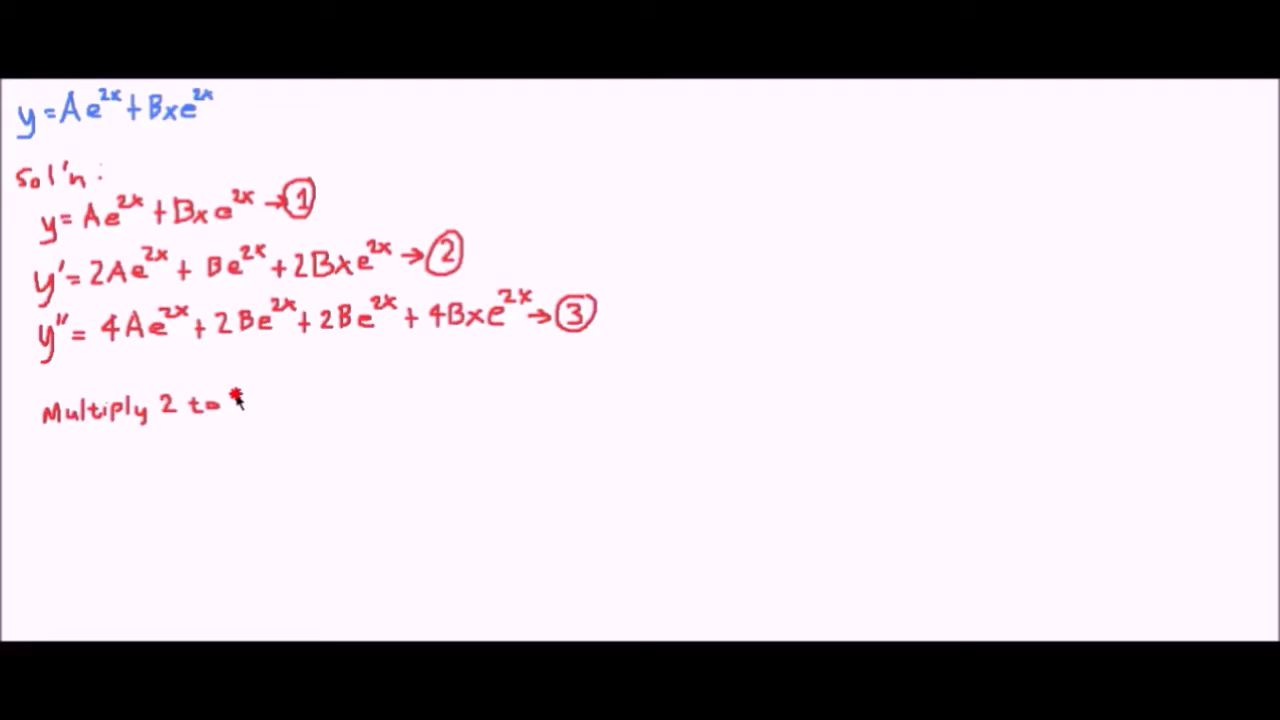 y=Ae^{2x}+Bxe^{2x}
Sol'n:
y=Ae^{2x}+Bxe^{2x}→①
y'=2Ae^{2x}+Be^{2x}+2Bxe^{2x}→②
y''=4Ae^{2x}+2Be^{2x}+2Be^{2x}+4Bxe^{2x}→③
Multiply 2 to